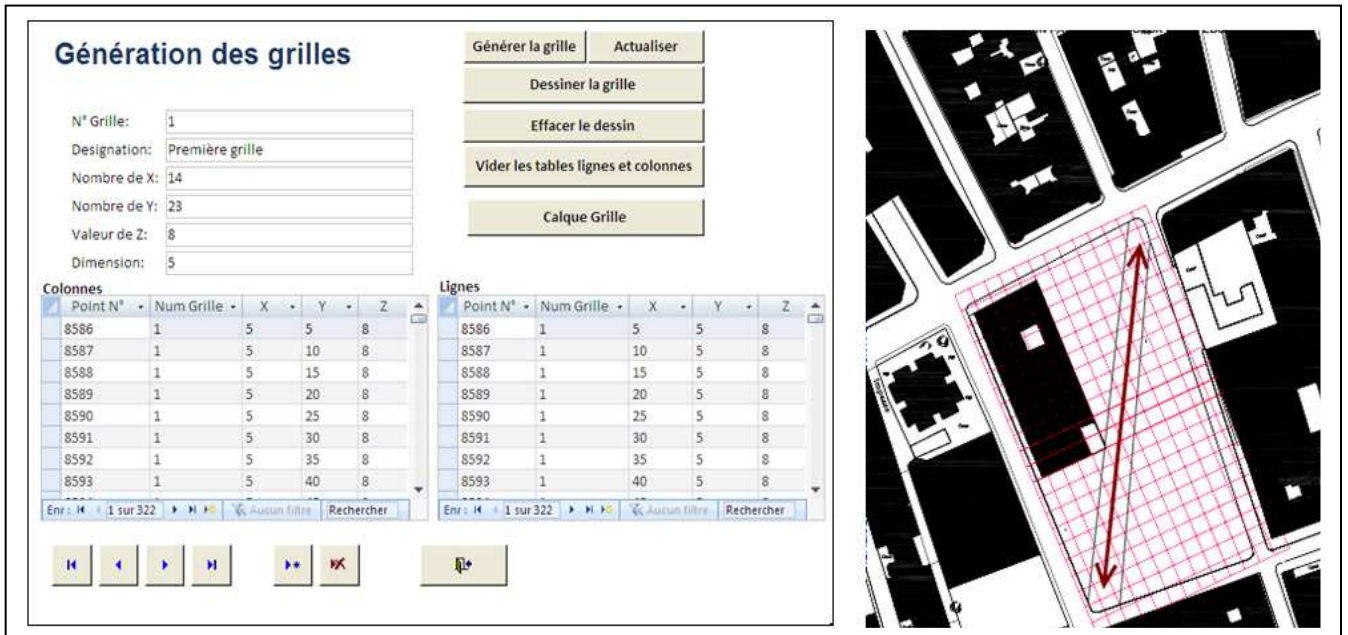 Génération des grilles
N° Grille: 1
Designation: Première grille
Nombre de X: 14
Nombre de Y: 23
Valeur de Z: 8
Dimension: 5
Générer la grille Actualiser
Dessiner la grille
Effacer le dessin
Vider les tables lignes et colonnes
Calque Grille
Colonnes
Point N° Num Grille X Y Z
8586 1 5 5 8
8587 1 5 10 8
8588 1 5 15 8
8589 1 5 20 8
8590 1 5 25 8
8591 1 5 30 8
8592 1 5 35 8
8593 1 5 40 8
Enr : 1 sur 322 Aucun filtre Rechercher
Lignes
Point N° Num Grille X Y Z
8586 1 5 5 8
8587 1 10 5 8
8588 1 15 5 8
8589 1 20 5 8
8590 1 25 5 8
8591 1 30 5 8
8592 1 35 5 8
8593 1 40 5 8
Enr : 1 sur 322 Aucun filtre Rechercher